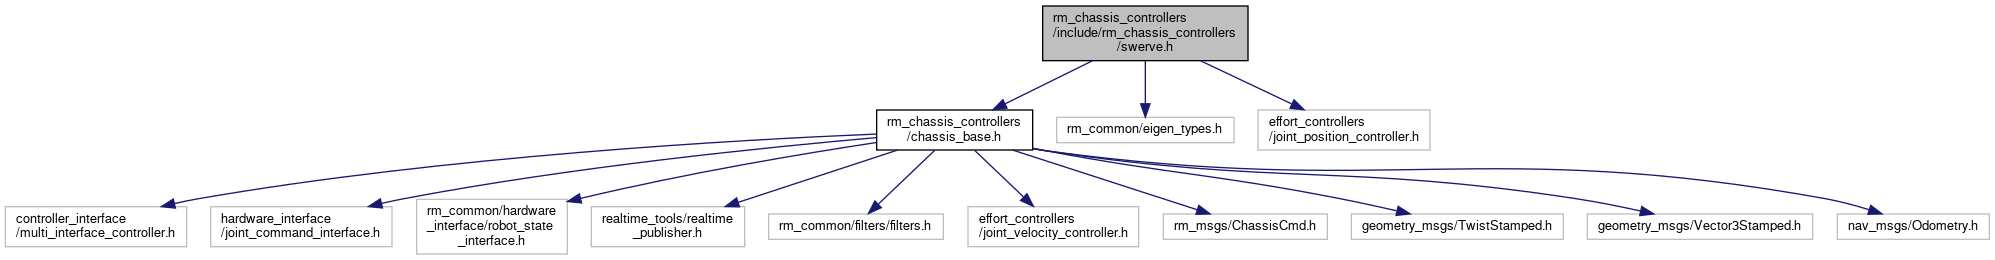 rm_chassis_controllers
/include/rm_chassis_controllers
/swerve.h
rm_chassis_controllers
/chassis_base.h
rm_common/eigen_types.h
effort_controllers
/joint_position_controller.h
controller_interface
/multi_interface_controller.h
hardware_interface
/joint_command_interface.h
rm_common/hardware
_interface/robot_state
_interface.h
realtime_tools/realtime
_publisher.h
rm_common/filters/filters.h
effort_controllers
/joint_velocity_controller.h
rm_msgs/ChassisCmd.h
geometry_msgs/TwistStamped.h
geometry_msgs/Vector3Stamped.h
nav_msgs/Odometry.h